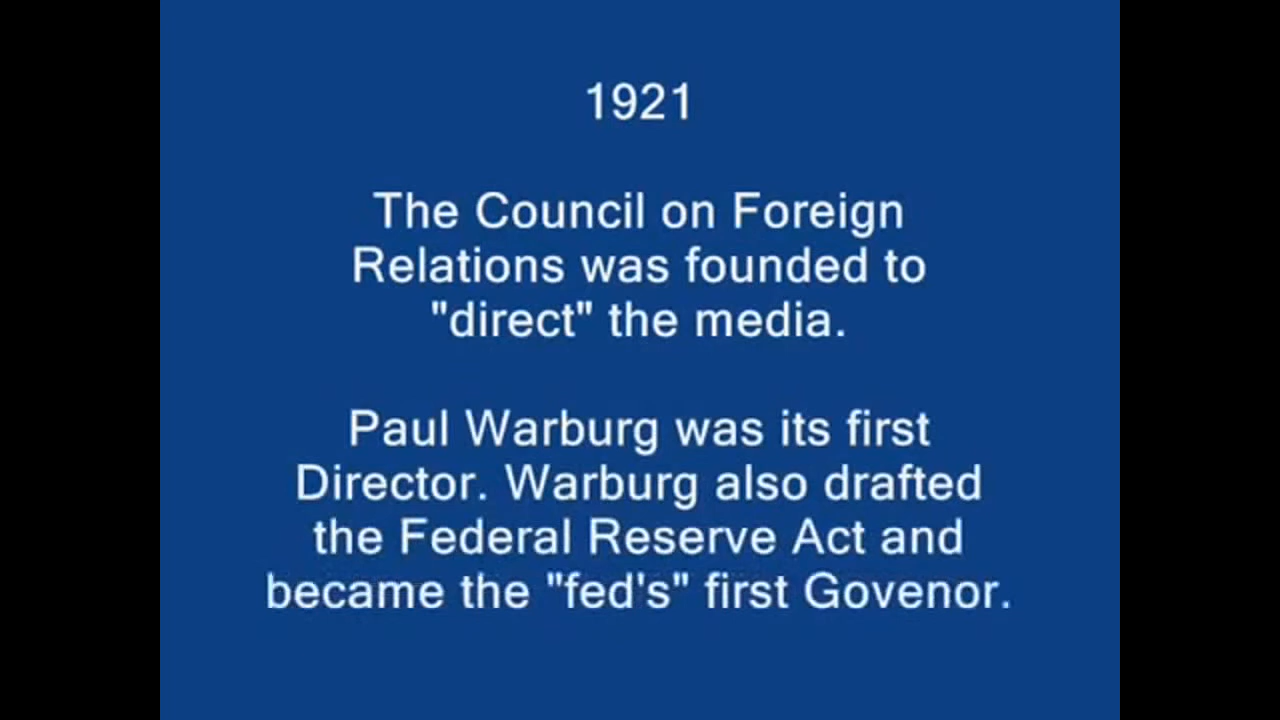 1921
The Council on Foreign
Relations was founded to
"direct" the media.
Paul Warburg was its first
Director. Warburg also drafted
the Federal Reserve Act and
became the "fed's" first Govenor.